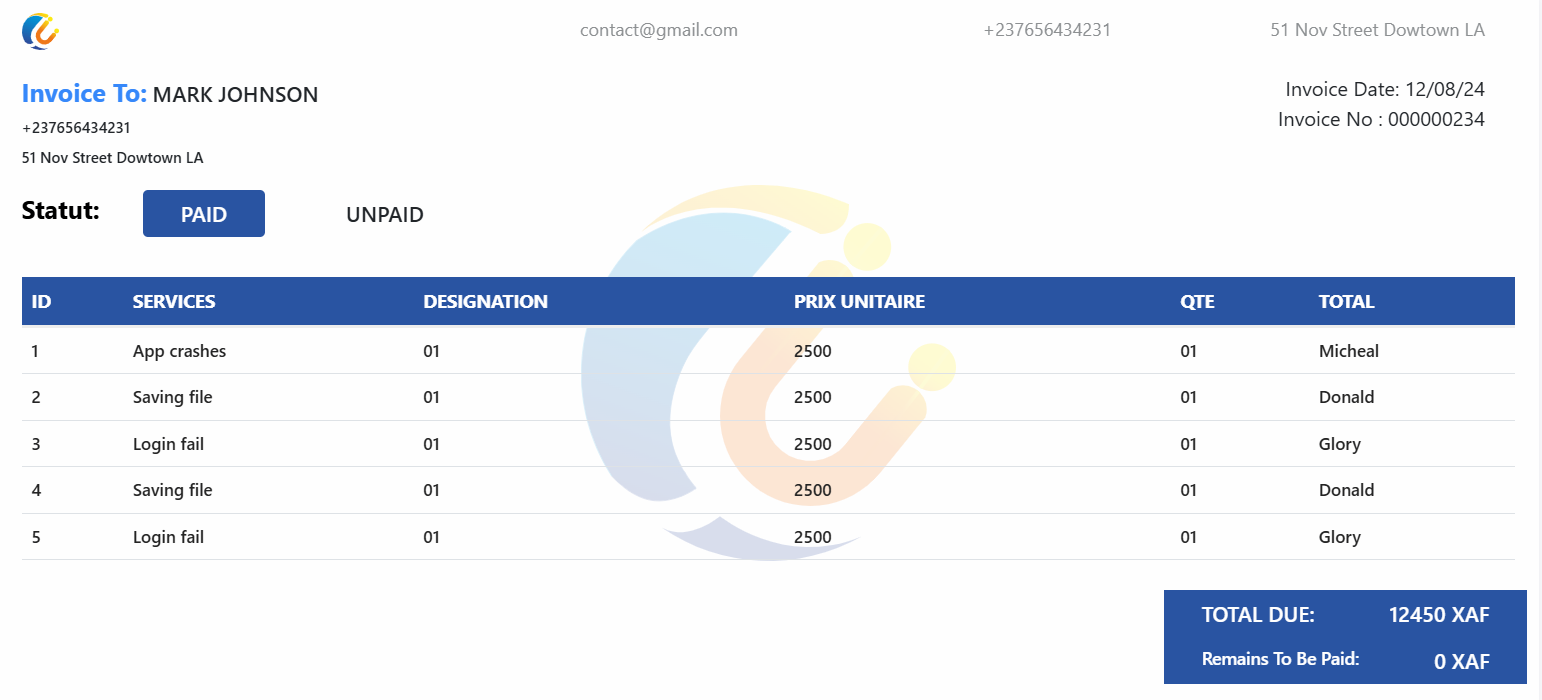 contact@gmail.com +237656434231 51 Nov Street Dowtown LA
Invoice To: MARK JOHNSON
Invoice Date: 12/08/24
+237656434231
Invoice No : 000000234
51 Nov Street Dowtown LA
Statut: PAID UNPAID
ID SERVICES DESIGNATION PRIX UNITAIRE QTE TOTAL
1 App crashes 01 2500 01 Micheal
2 Saving file 01 2500 01 Donald
3 Login fail 01 2500 01 Glory
4 Saving file 01 2500 01 Donald
5 Login fail 01 2500 01 Glory
TOTAL DUE: 12450 XAF
Remains To Be Paid: 0 XAF